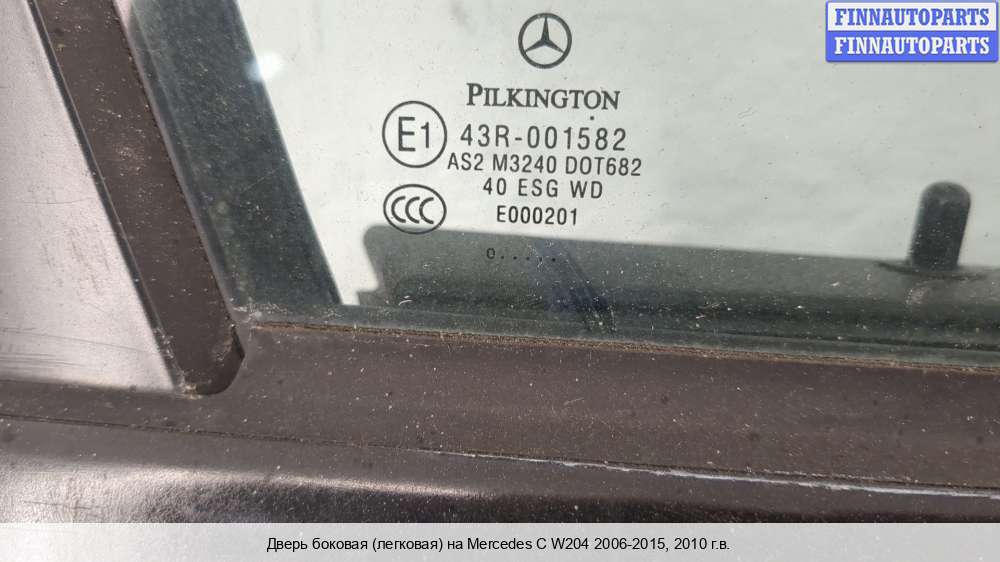 FINNAUTOPARTS
FINNAUTOPARTS
PILKINGTON
E1
43R-001582
AS2 M3240 DOT682
40 ESG WD
CCC
E000201
0.....
Дверь боковая (легковая) на Mercedes C W204 2006-2015, 2010 г.в.